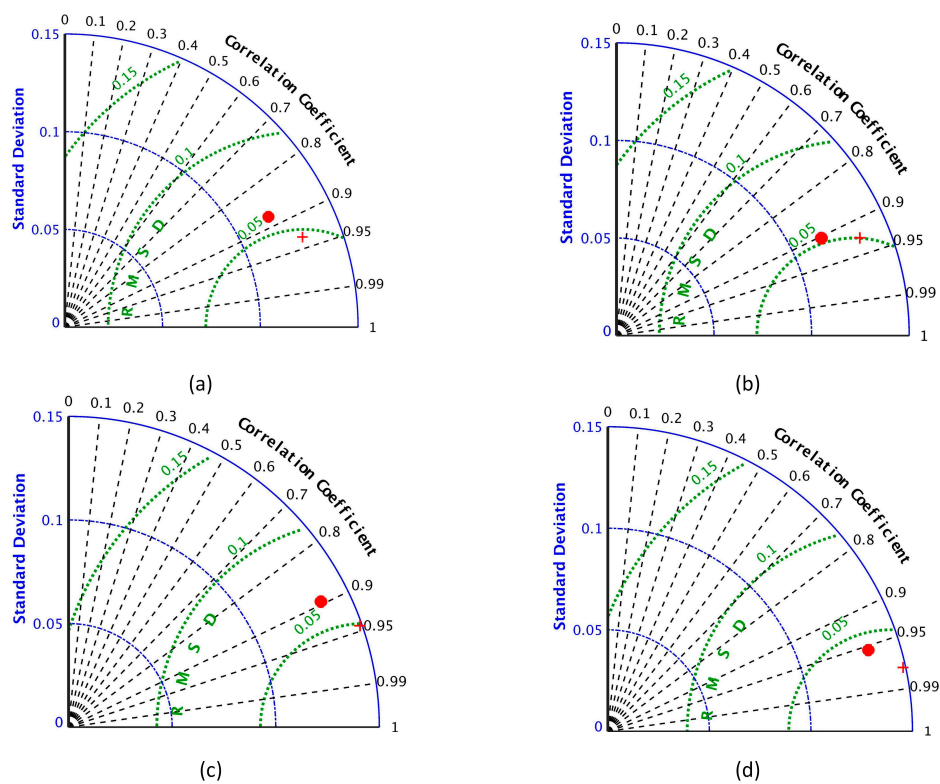 0 0.1 0.2 0.3 0.4 0.5 0.6 0.7 0.8 0.9 0.95 0.99 1
Correlation Coefficient
0.15 0.1 0.05 0
Standard Deviation
0.15 0.1 0.05
R M S D
(a)
0 0.1 0.2 0.3 0.4 0.5 0.6 0.7 0.8 0.9 0.95 0.99 1
Correlation Coefficient
0.15 0.1 0.05 0
Standard Deviation
0.15 0.1 0.05
R M S D
(b)
0 0.1 0.2 0.3 0.4 0.5 0.6 0.7 0.8 0.9 0.95 0.99 1
Correlation Coefficient
0.15 0.1 0.05 0
Standard Deviation
0.15 0.1 0.05
R M S D
(c)
0 0.1 0.2 0.3 0.4 0.5 0.6 0.7 0.8 0.9 0.95 0.99 1
Correlation Coefficient
0.15 0.1 0.05 0
Standard Deviation
0.15 0.1 0.05
R M S D
(d)